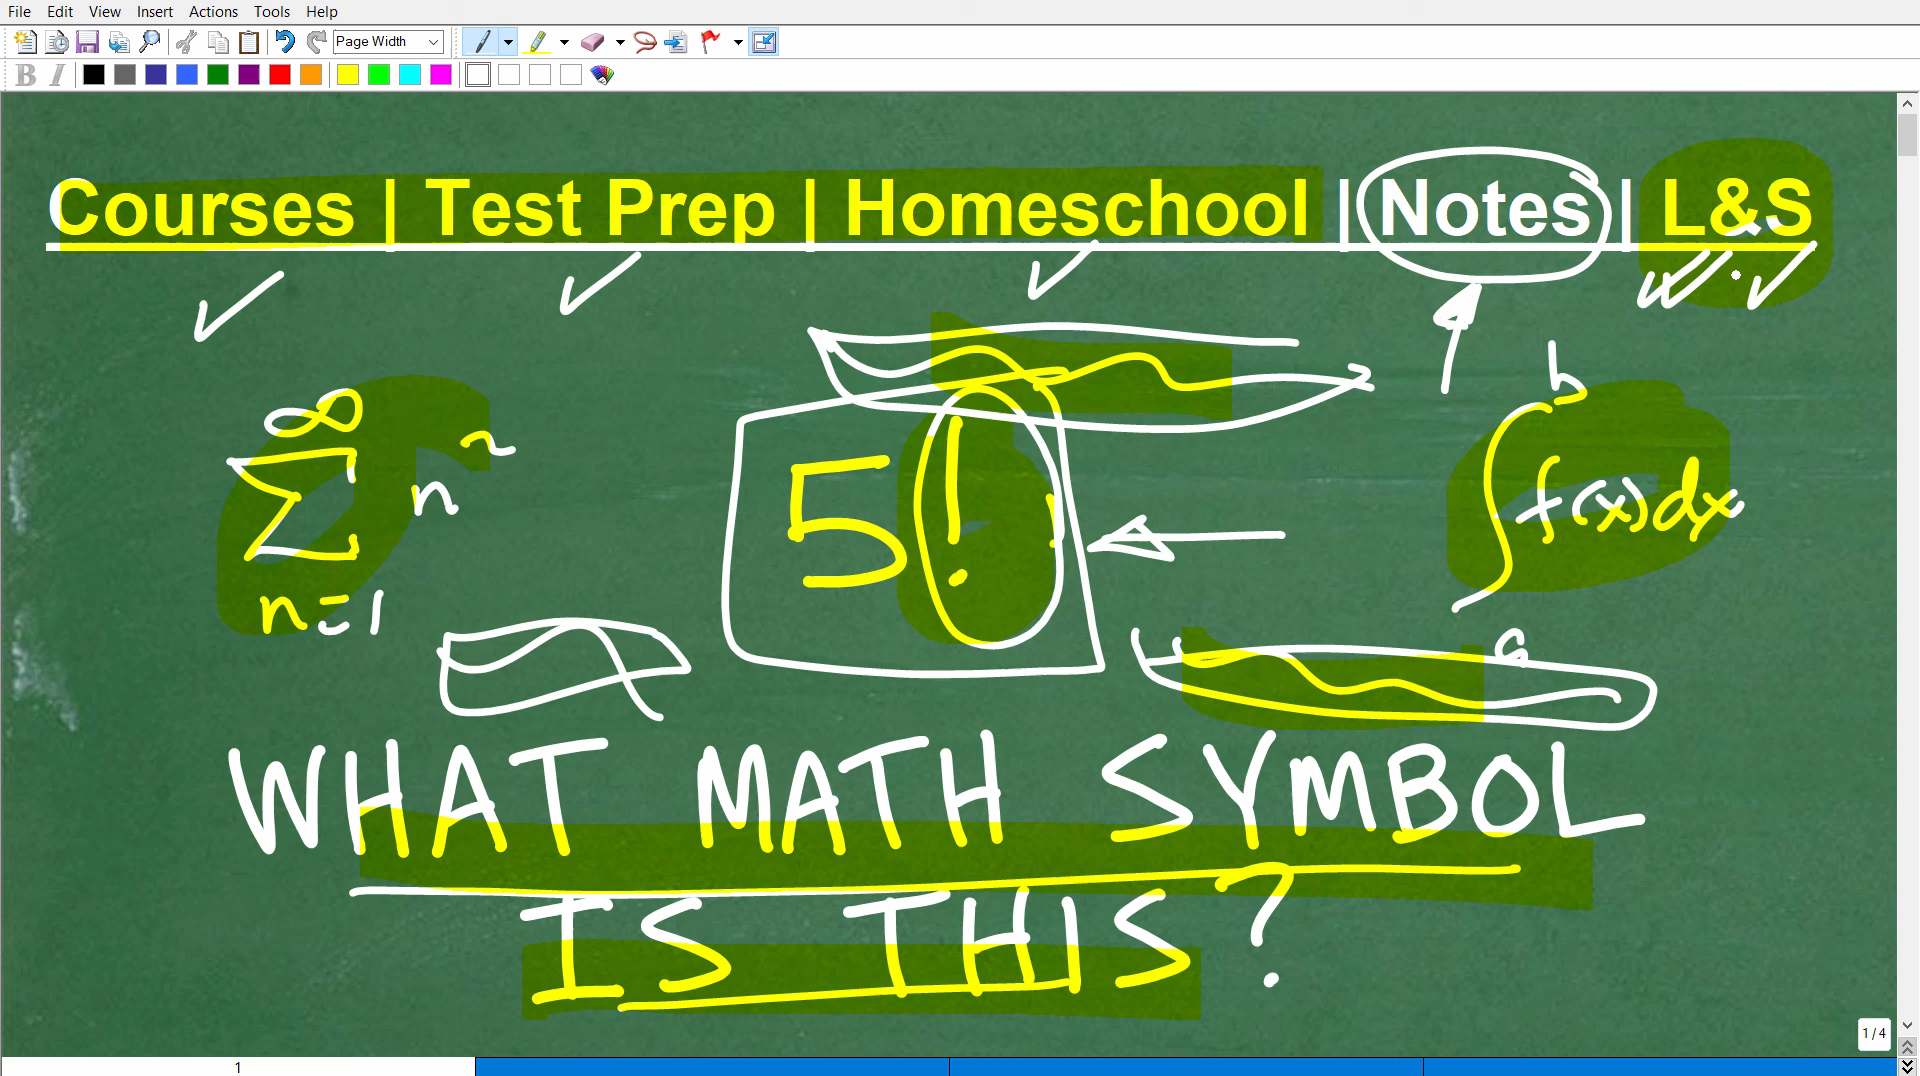 File Edit View Insert Actions Tools Help
Page Width
B I
Courses | Test Prep | Homeschool | Notes | L&S
∞
Σ n²
n=1
5!
b
∫ f(x)dx
a
WHAT MATH SYMBOL
IS THIS?
1 / 4
1